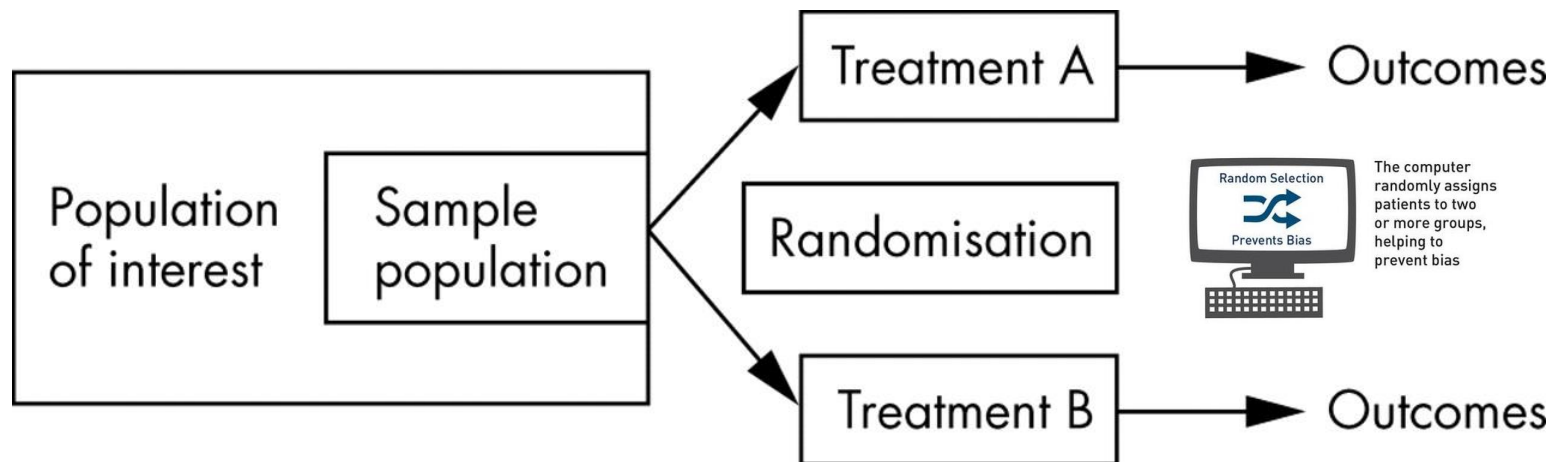 Population
of interest
Sample
population
Treatment A
Outcomes
Randomisation
Random Selection
Prevents Bias
The computer
randomly assigns
patients to two
or more groups,
helping to
prevent bias
Treatment B
Outcomes